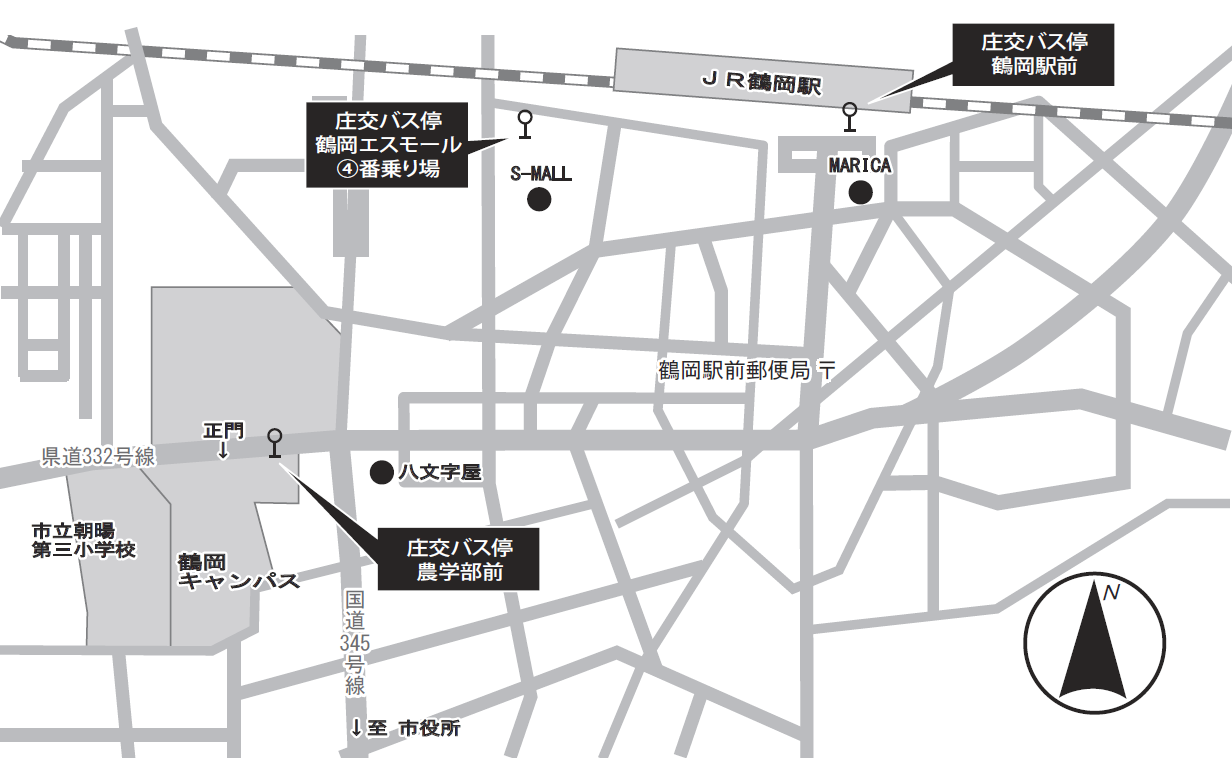 庄交バス停
鶴岡駅前
JR鶴岡駅
庄交バス停
鶴岡エスモール
④番乗り場
S-MALL
MARICA
鶴岡駅前郵便局 〒
正門
↓
県道332号線
八文字屋
市立朝暘
第三小学校
鶴岡
キャンパス
庄交バス停
農学部前
国道345号線
↓至 市役所
N